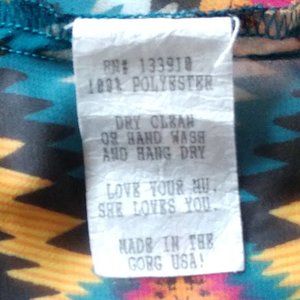 RN# 133910
100% POLYESTER
DRY CLEAN
OR HAND WASH
AND HANG DRY
LOVE YOUR MU.
SHE LOVES YOU.
MADE IN THE
GORG USA!